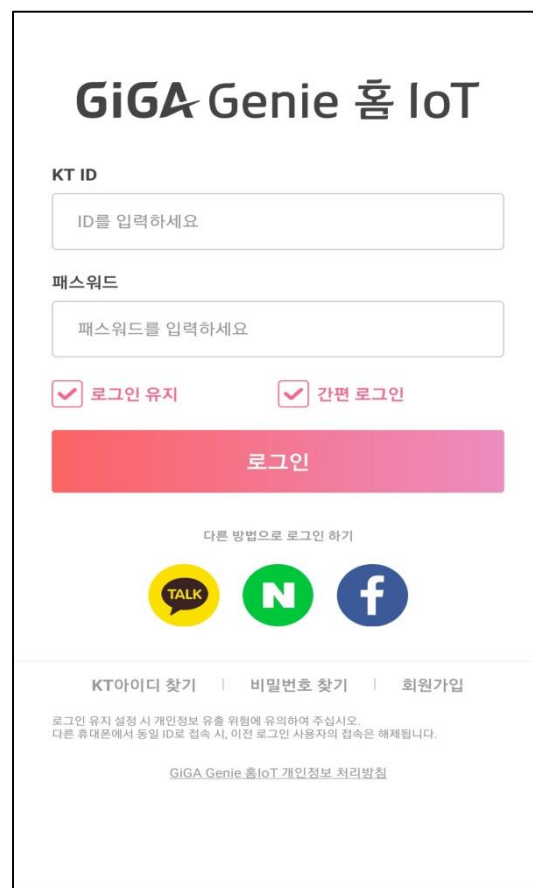 GiGA Genie 홈 IoT
KT ID
ID를 입력하세요
패스워드
패스워드를 입력하세요
로그인 유지
간편 로그인
로그인
다른 방법으로 로그인 하기
TALK
N
f
KT아이디 찾기 | 비밀번호 찾기 | 회원가입
로그인 유지 설정 시 개인정보 유출 위험에 유의하여 주십시오.
다른 휴대폰에서 동일 ID로 접속 시, 이전 로그인 사용자의 접속은 해제됩니다.
GiGA Genie 홈IoT 개인정보 처리방침